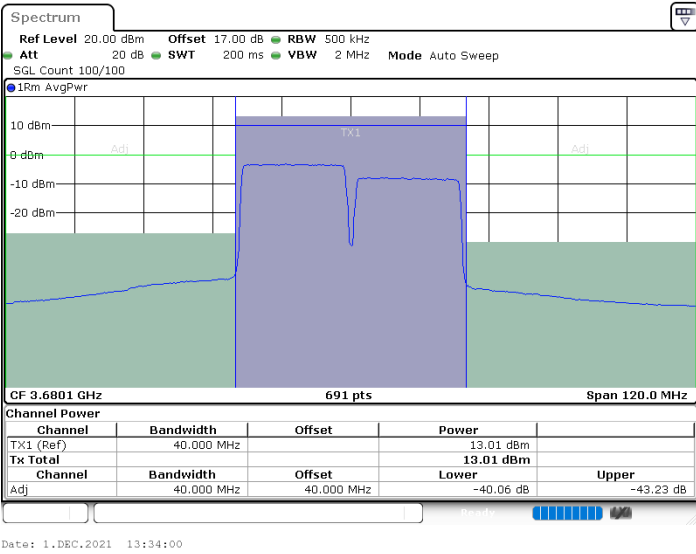 Spectrum
Ref Level 20.00 dBm Offset 17.00 dB RBW 500 kHz
Att 20 dB SWT 200 ms VBW 2 MHz Mode Auto Sweep
SGL Count 100/100
1Rm AvgPwr
10 dBm
TX1
Adj
Adj
0 dBm
-10 dBm
-20 dBm
CF 3.6801 GHz 691 pts Span 120.0 MHz
Channel Power
Channel Bandwidth Offset Power
TX1 (Ref) 40.000 MHz 13.01 dBm
Tx Total 13.01 dBm
Channel Bandwidth Offset Lower Upper
Adj 40.000 MHz 40.000 MHz -40.06 dB -43.23 dB
Ready
Date: 1.DEC.2021 13:34:00